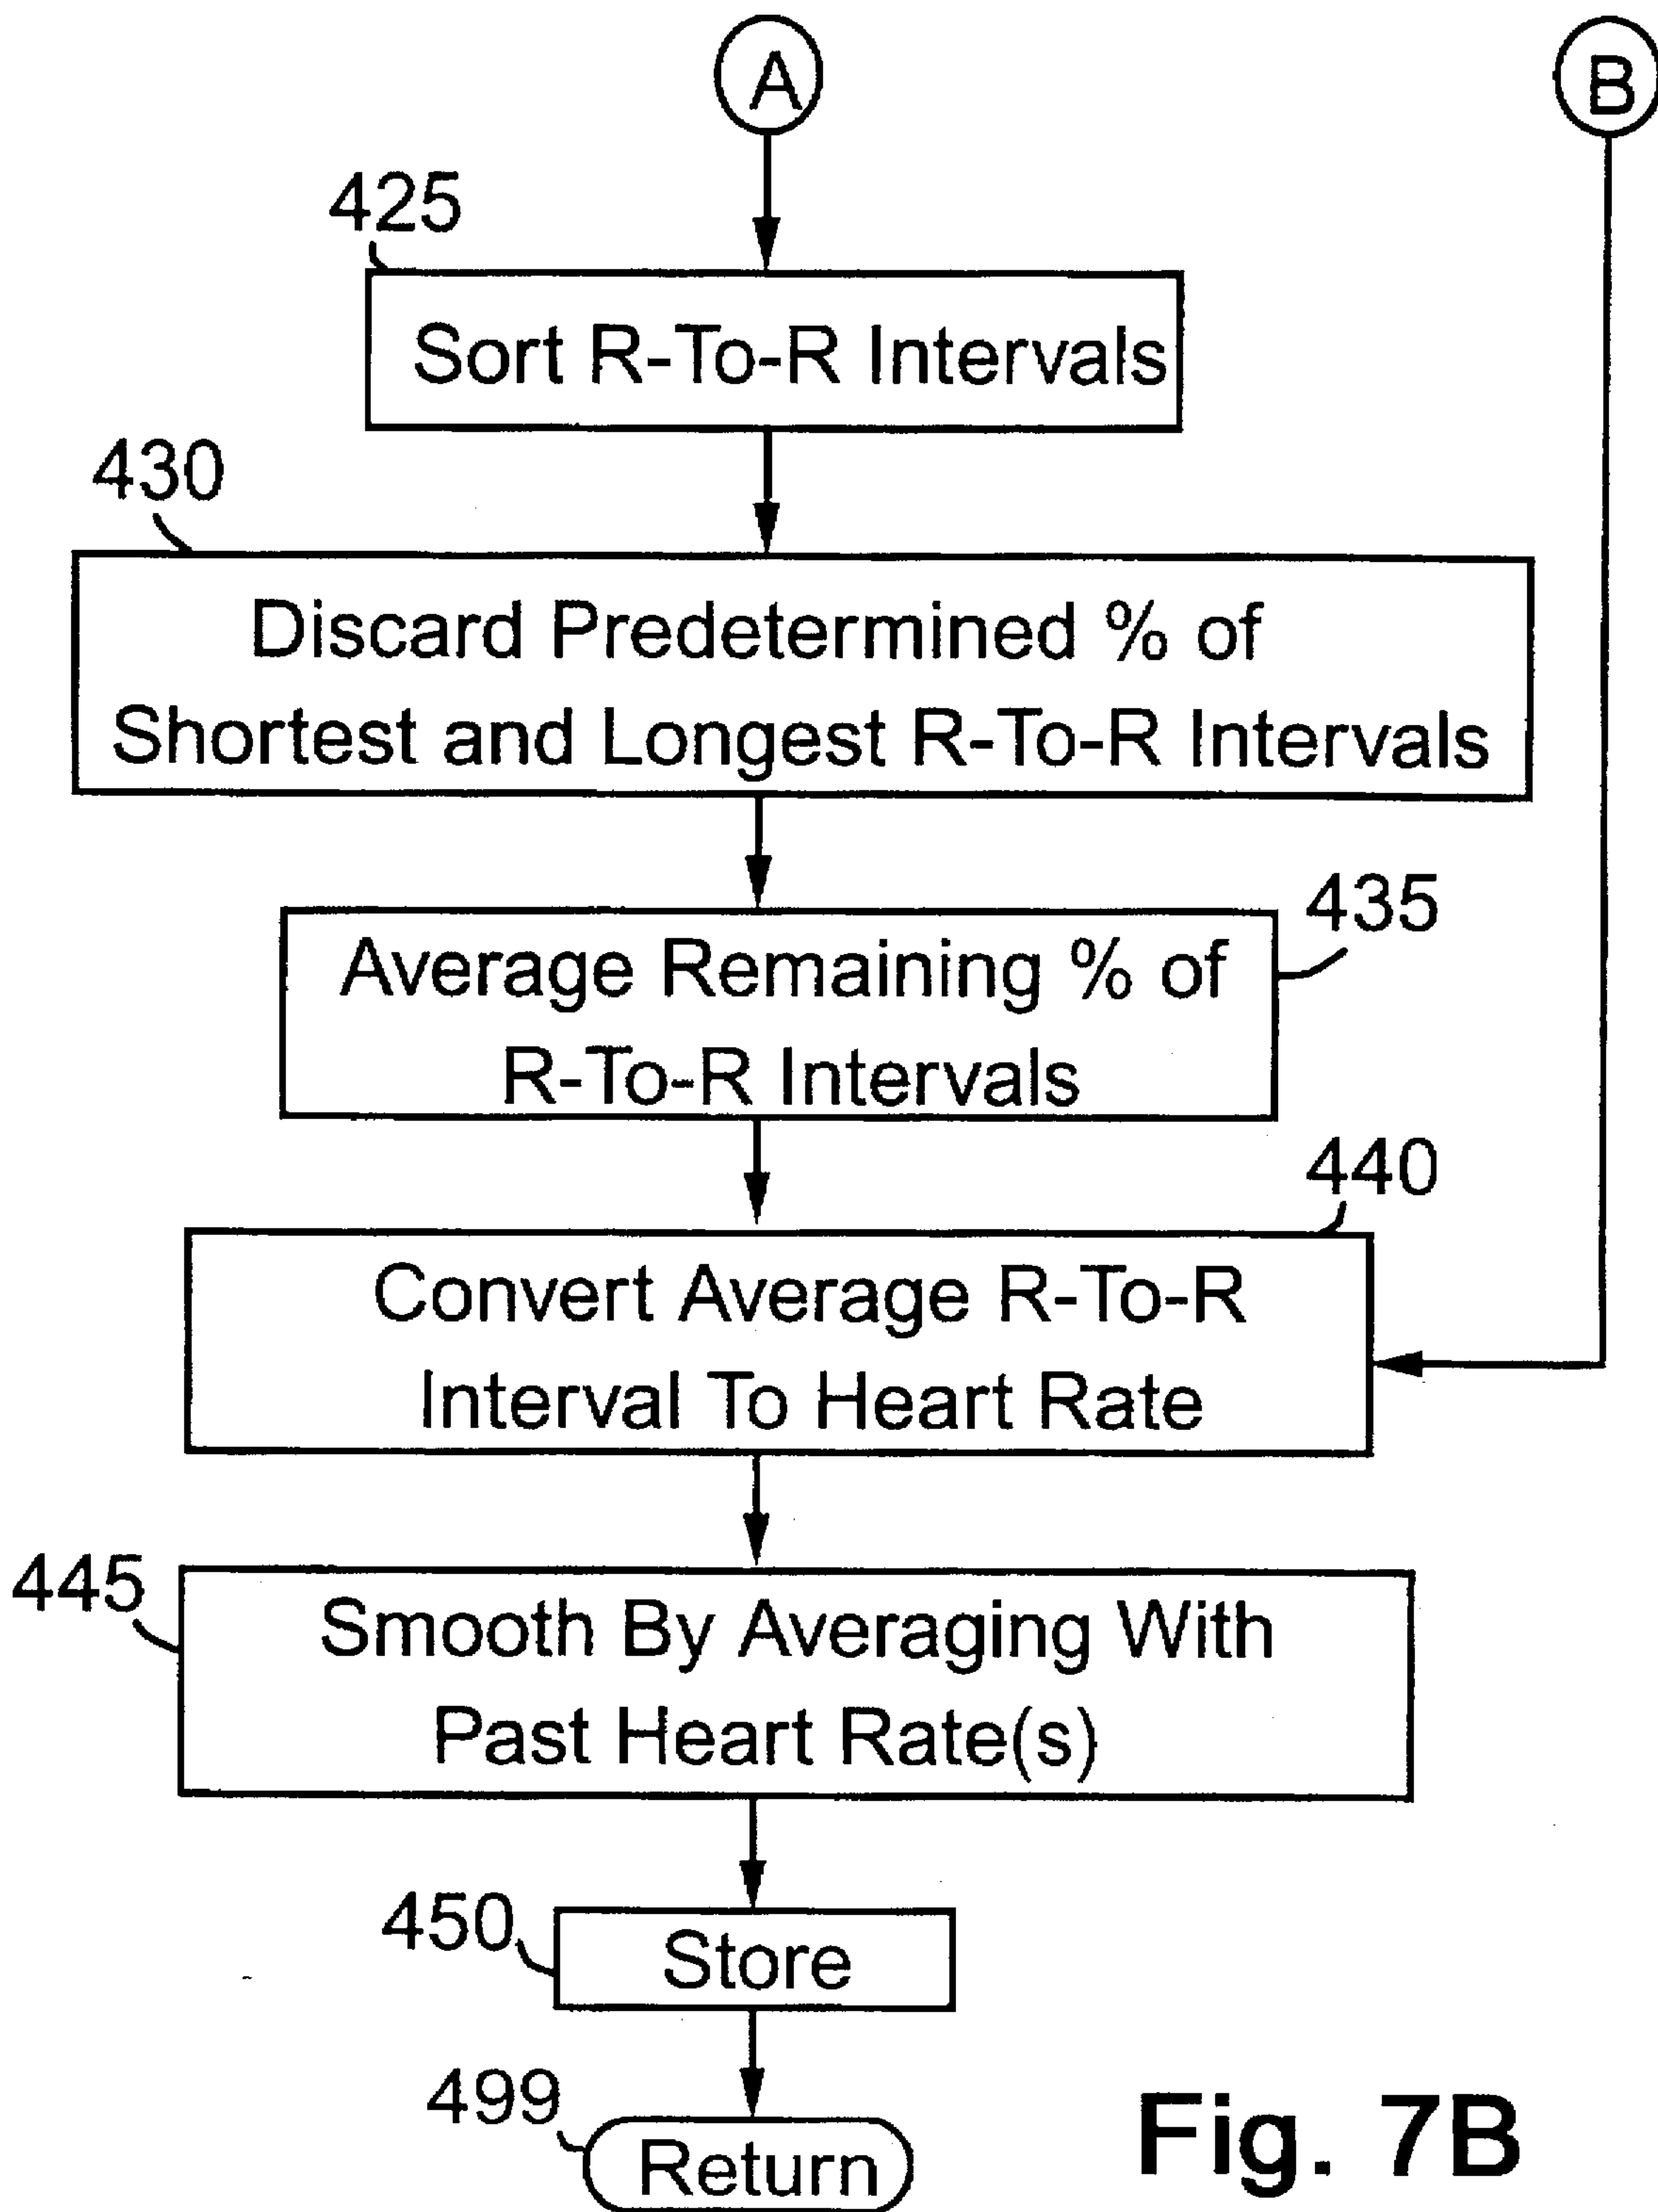 A
B
425
Sort R-To-R Intervals
430
Discard Predetermined % of
Shortest and Longest R-To-R Intervals
435
Average Remaining % of
R-To-R Intervals
440
Convert Average R-To-R
Interval To Heart Rate
445
Smooth By Averaging With
Past Heart Rate(s)
450
Store
499
Return
Fig. 7B